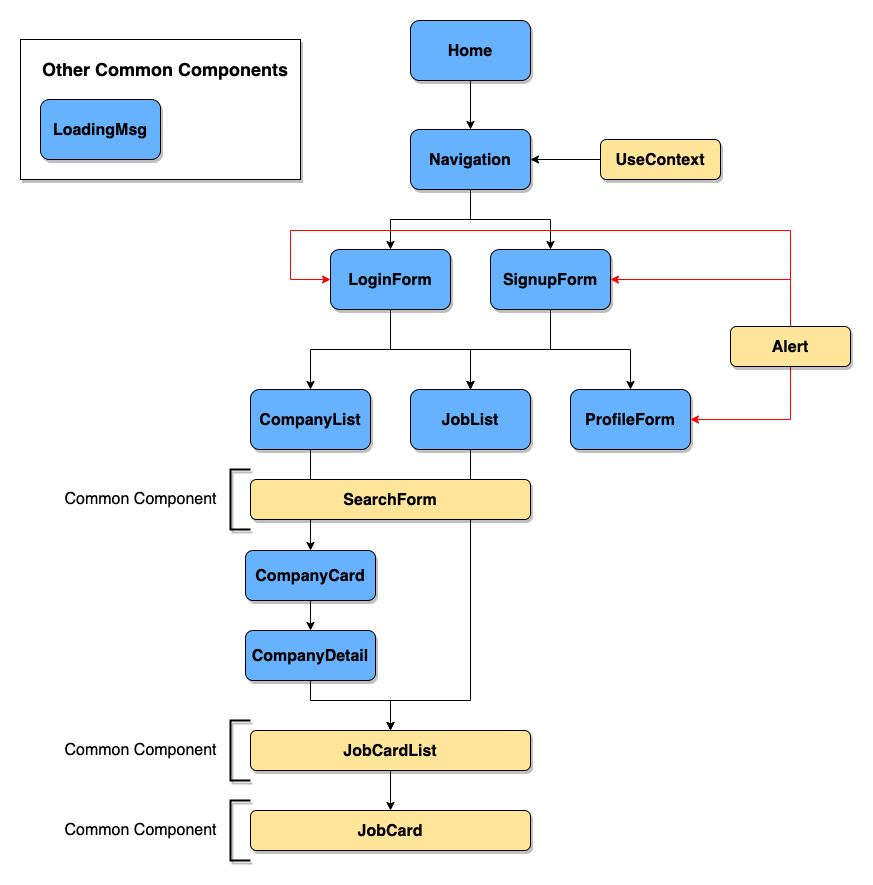 Home
Other Common Components
LoadingMsg
Navigation
UseContext
LoginForm
SignupForm
Alert
CompanyList
JobList
ProfileForm
Common Component
SearchForm
CompanyCard
CompanyDetail
Common Component
JobCardList
Common Component
JobCard